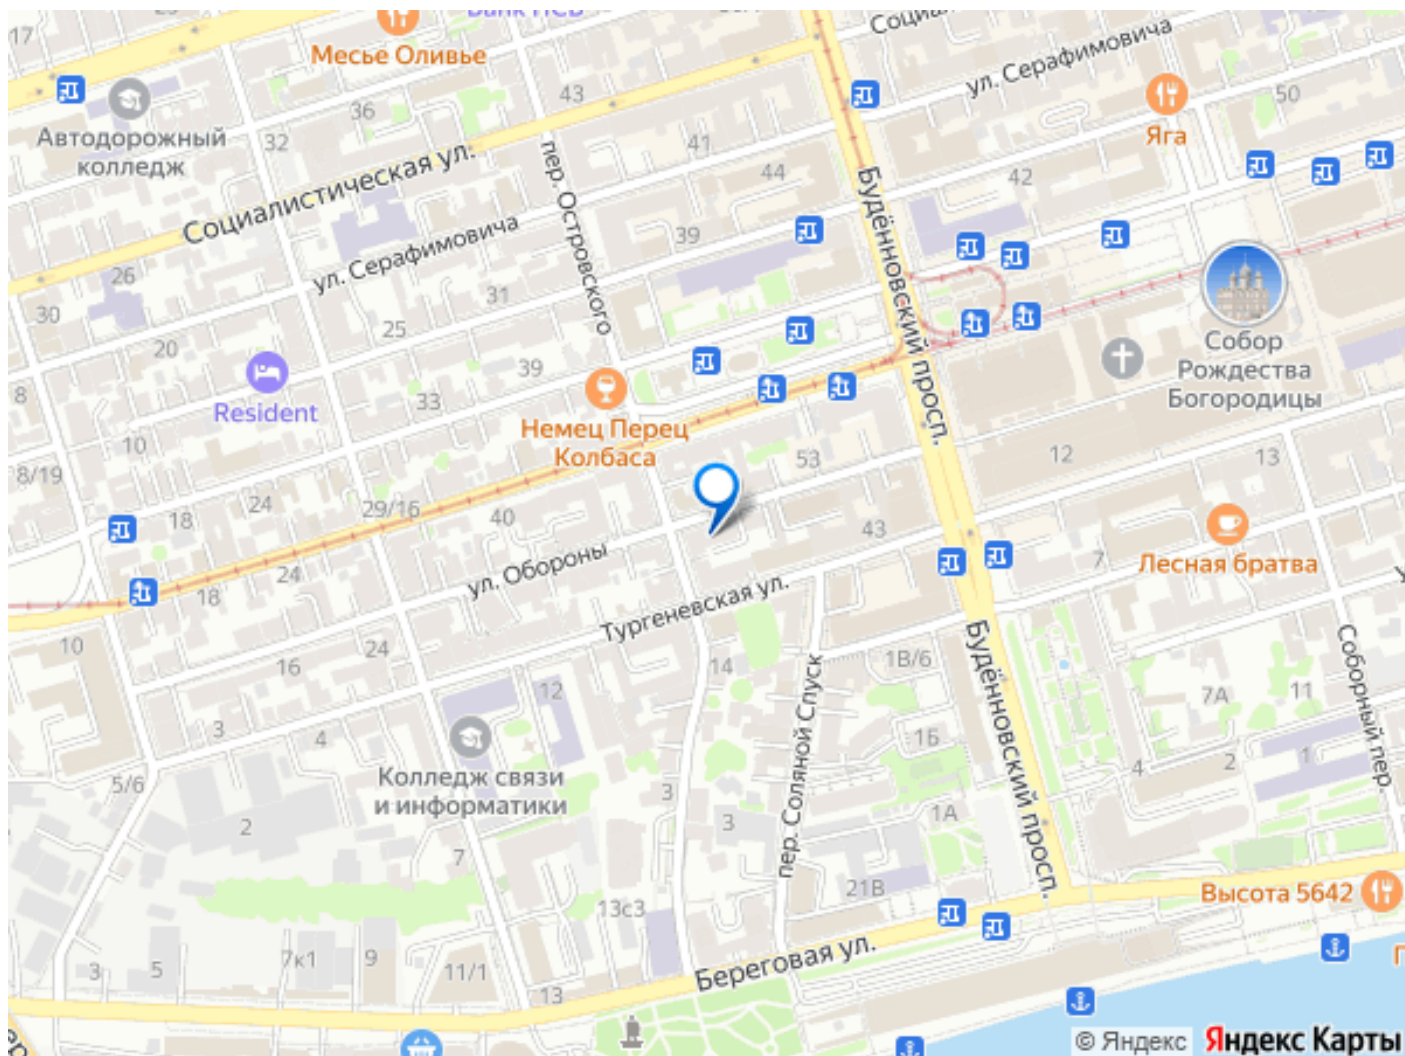 Bank ПСБ
17
Месье Оливье
Социал
ул. Серафимовича
50
36
43
Автодорожный
колледж
32
41
Яга
Социалистическая ул.
пер. Островского
44
Будённовский просп.
42
ул. Серафимовича
39
26
31
30
25
20
Собор
Рождества
Богородицы
8
39
Resident
33
Немец Перец
Колбаса
10
8/19
53
12
13
24
29/16
18
40
43
Лесная братва
7
ул. Обороны
24
18
Тургеневская ул.
10
24
16
14
1В/6
Будённовский просп.
Соборный пер.
12
7А
11
3
4
пер. Соляной Спуск
1Б
Колледж связи
и информатики
5/6
4
2
1
3
2
3
1А
7
21В
Высота 5642
13с3
7к1
9
3
5
11/1
Береговая ул.
13
© Яндекс Яндекс Карты